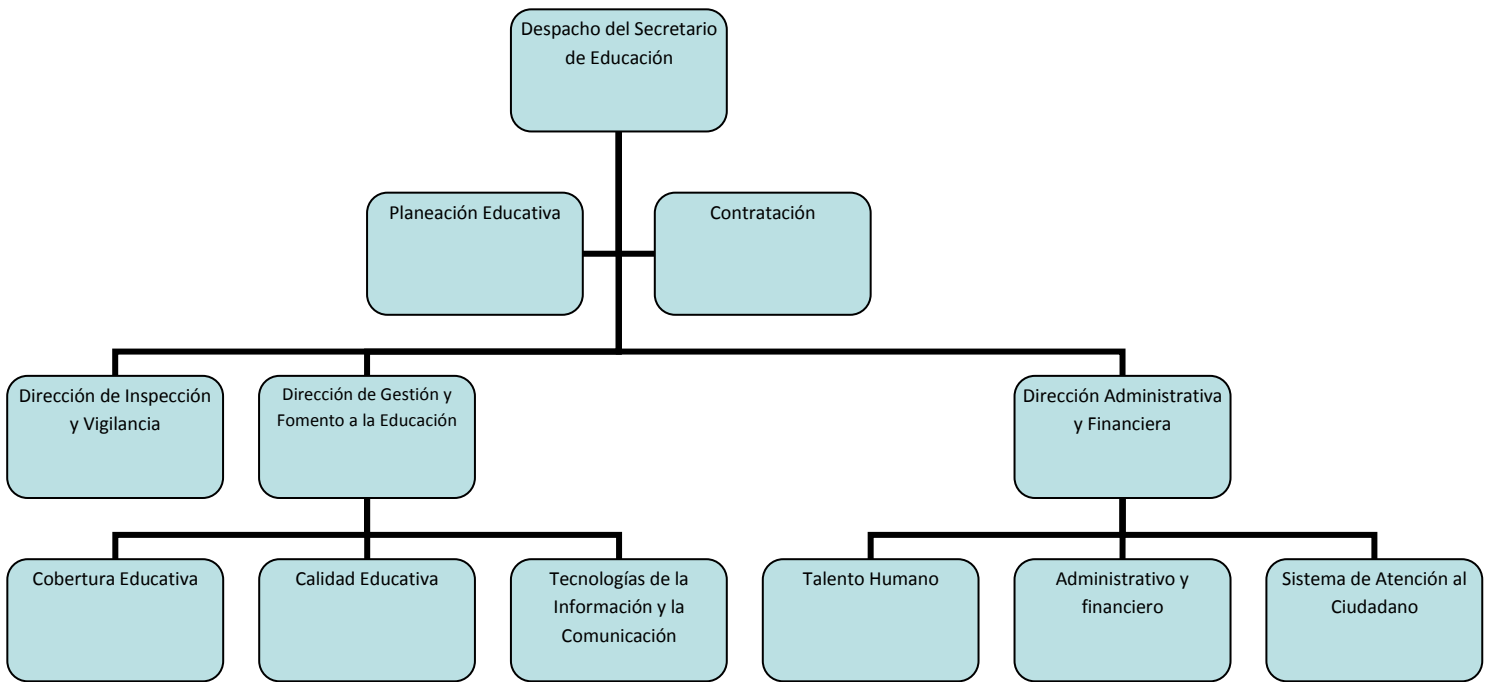 Despacho del Secretario
de Educación
Planeación Educativa
Contratación
Dirección de Inspección
y Vigilancia
Dirección de Gestión y
Fomento a la Educación
Dirección Administrativa
y Financiera
Cobertura Educativa
Calidad Educativa
Tecnologías de la
Información y la
Comunicación
Talento Humano
Administrativo y
financiero
Sistema de Atención al
Ciudadano